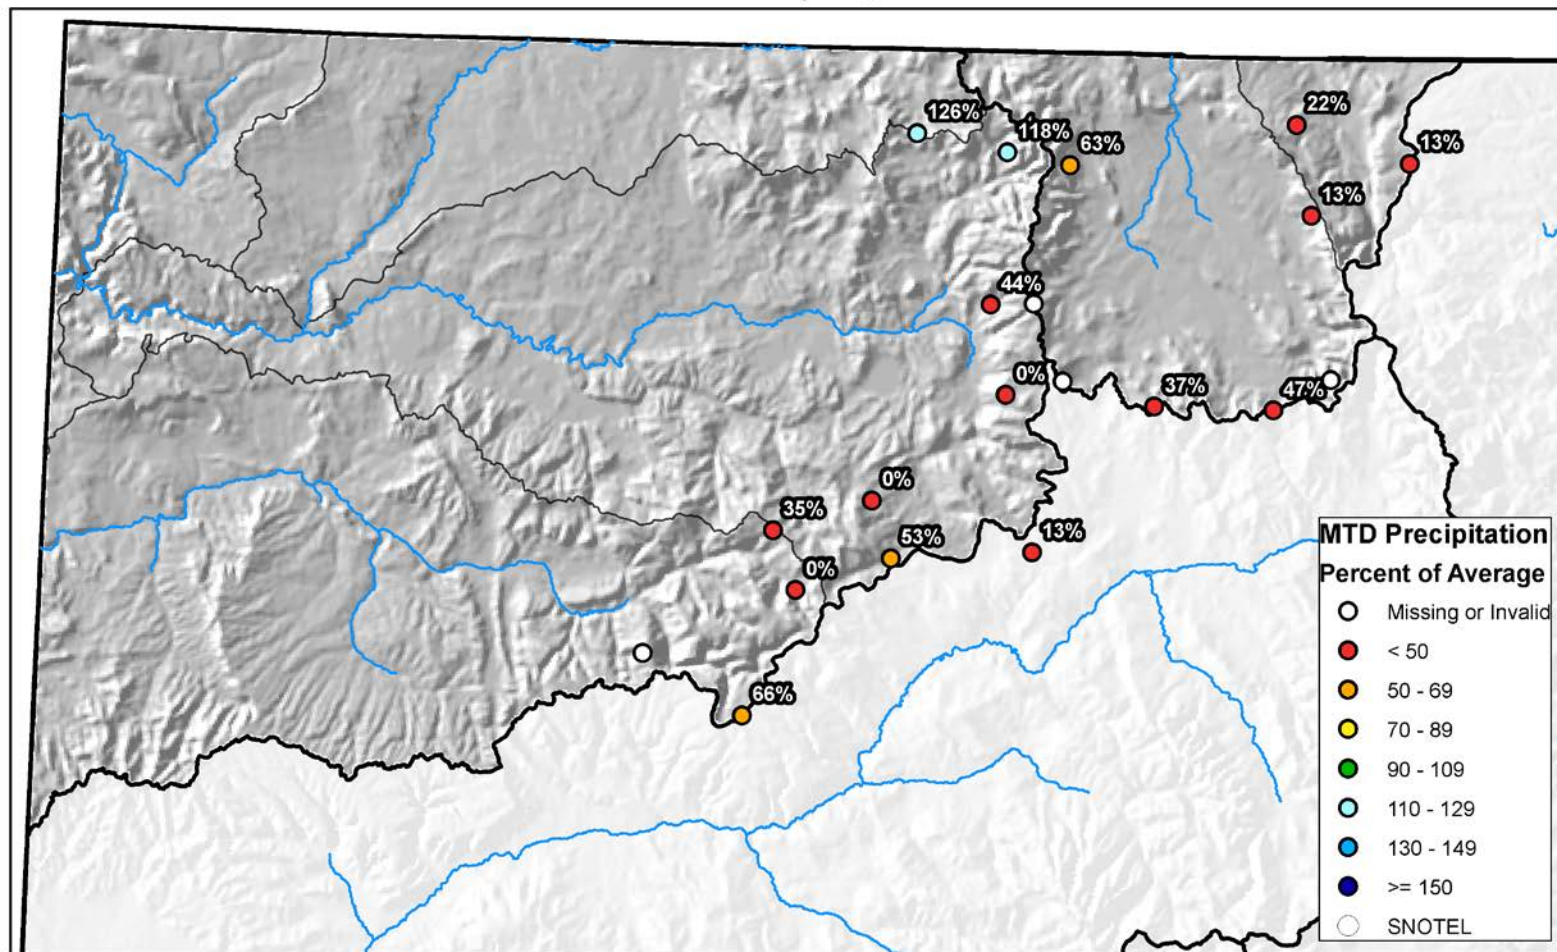 126%
118%
63%
22%
13%
13%
44%
0%
37%
47%
0%
35%
53%
13%
0%
66%
MTD Precipitation
Percent of Average
Missing or Invalid
< 50
50 - 69
70 - 89
90 - 109
110 - 129
130 - 149
>= 150
SNOTEL